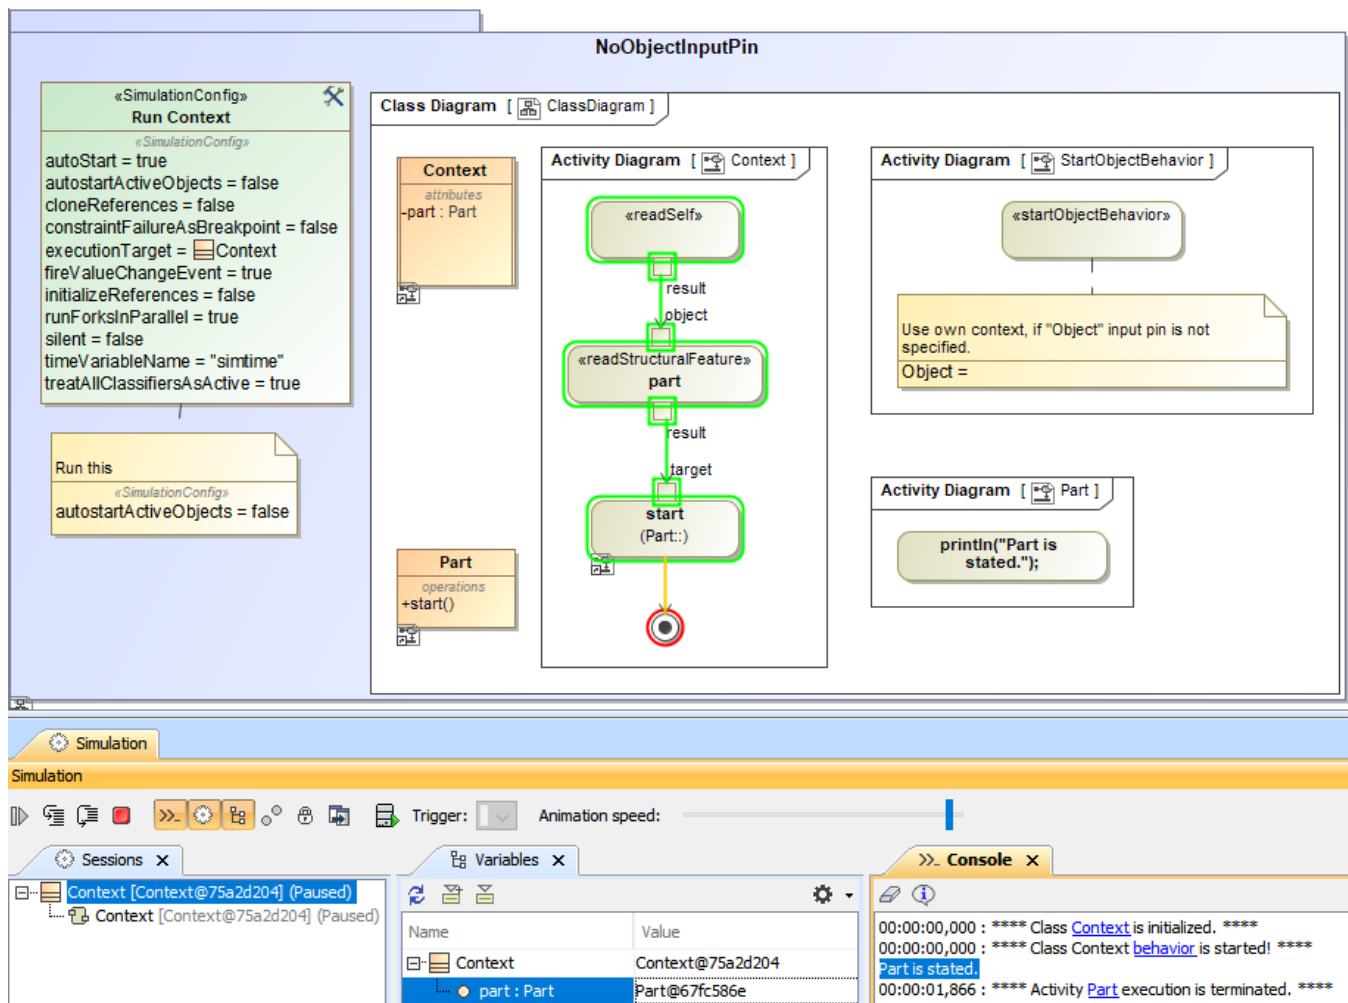 NoObjectInputPin
«SimulationConfig»
Run Context
«SimulationConfig»
autoStart = true
autostartActiveObjects = false
cloneReferences = false
constraintFailureAsBreakpoint = false
executionTarget = Context
fireValueChangeEvent = true
initializeReferences = false
runForksInParallel = true
silent = false
timeVariableName = "simtime"
treatAllClassifiersAsActive = true
Run this
«SimulationConfig»
autostartActiveObjects = false
Class Diagram [ ClassDiagram ]
Context
attributes
-part : Part
Part
operations
+start()
Activity Diagram [ Context ]
«readSelf»
result
object
«readStructuralFeature»
part
result
target
start
(Part::)
Activity Diagram [ StartObjectBehavior ]
«startObjectBehavior»
Use own context, if "Object" input pin is not
specified.
Object =
Activity Diagram [ Part ]
println("Part is
stated.");
Simulation
Simulation
Trigger:
Animation speed:
Sessions
Context [Context@75a2d204] (Paused)
Context [Context@75a2d204] (Paused)
Variables
Name Value
Context Context@75a2d204
part : Part Part@67fc586e
Console
00:00:00,000 : **** Class Context is initialized. ****
00:00:00,000 : **** Class Context behavior is started! ****
Part is stated.
00:00:01,866 : **** Activity Part execution is terminated. ****